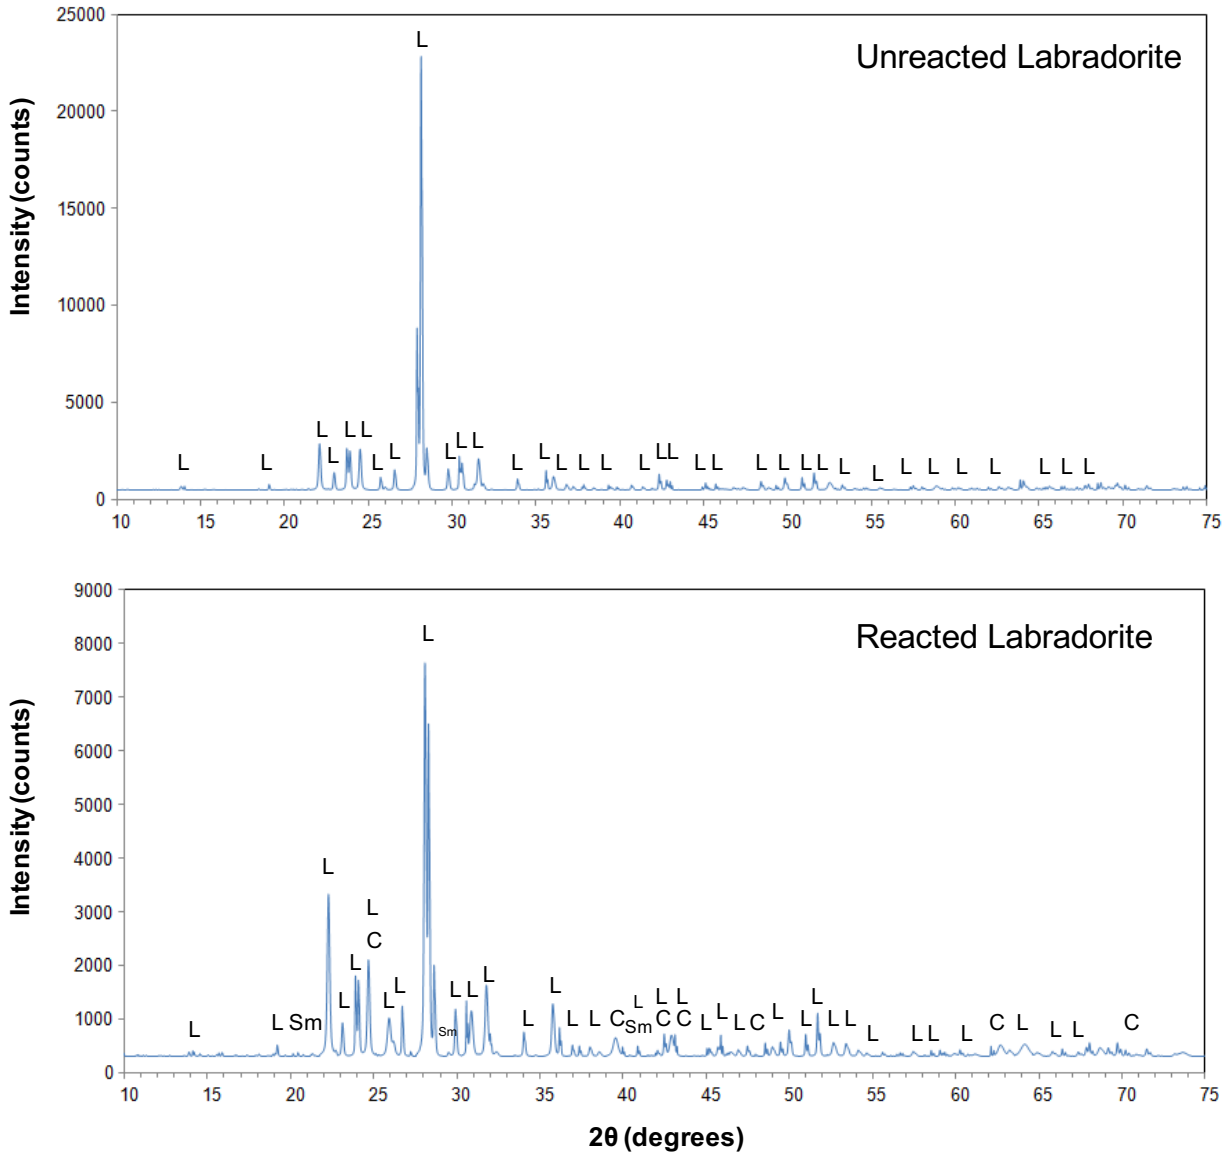 25000
L
Unreacted Labradorite
20000
15000
10000
5000
L L L L L L L L L L L L L L L L L L L L L L L L L L L L L L L L L L L L L
0
10 15 20 25 30 35 40 45 50 55 60 65 70 75
Intensity (counts)
9000
L
Reacted Labradorite
8000
7000
6000
5000
4000
L
3000
L
C
2000
L L L L L L L
L L L L L L
1000
L L Sm L Sm L L L C Sm C C L L L C L L L L L L L C L L L C
0
10 15 20 25 30 35 40 45 50 55 60 65 70 75
Intensity (counts)
2θ (degrees)